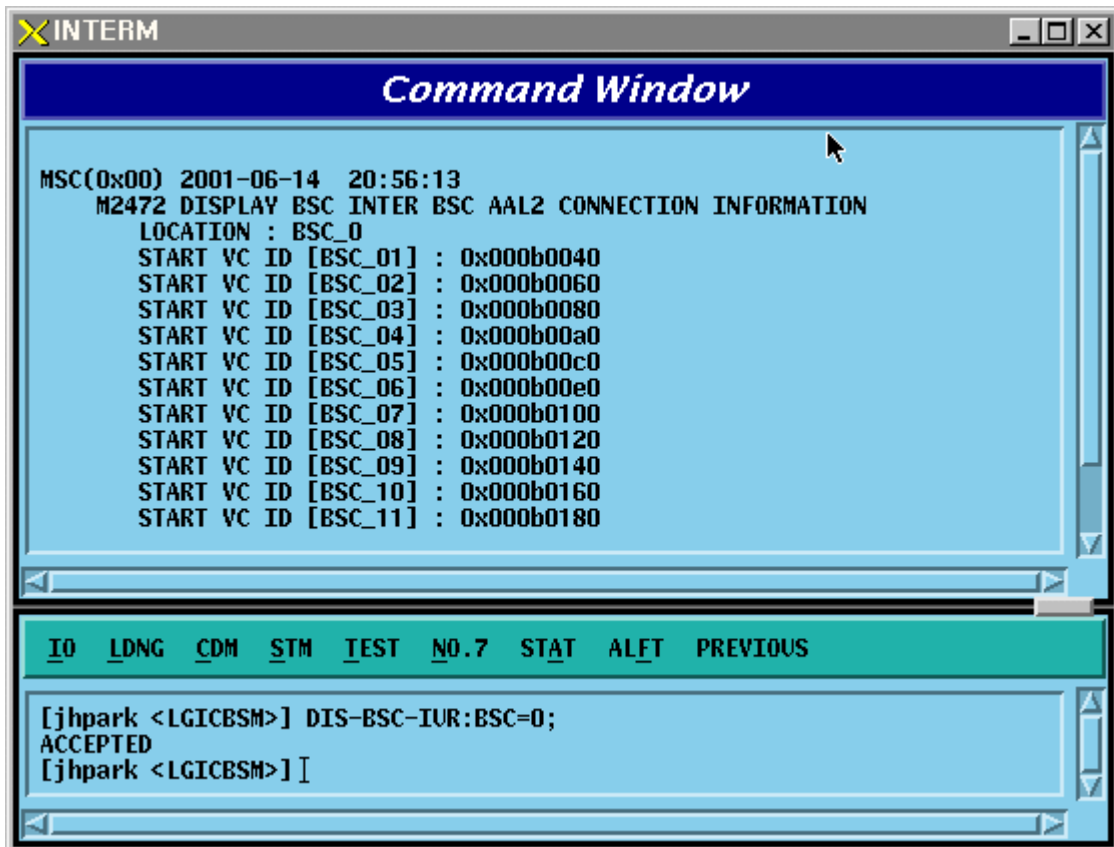 INTERM
Command Window
MSC(0x00) 2001-06-14 20:56:13
M2472 DISPLAY BSC INTER BSC AAL2 CONNECTION INFORMATION
LOCATION : BSC_0
START VC ID [BSC_01] : 0x000b0040
START VC ID [BSC_02] : 0x000b0060
START VC ID [BSC_03] : 0x000b0080
START VC ID [BSC_04] : 0x000b00a0
START VC ID [BSC_05] : 0x000b00c0
START VC ID [BSC_06] : 0x000b00e0
START VC ID [BSC_07] : 0x000b0100
START VC ID [BSC_08] : 0x000b0120
START VC ID [BSC_09] : 0x000b0140
START VC ID [BSC_10] : 0x000b0160
START VC ID [BSC_11] : 0x000b0180
IO LDNG CDM STM TEST NO.7 STAT ALFT PREVIOUS
[jhpark <LGICBSM>] DIS-BSC-IVR:BSC=0;
ACCEPTED
[jhpark <LGICBSM>]